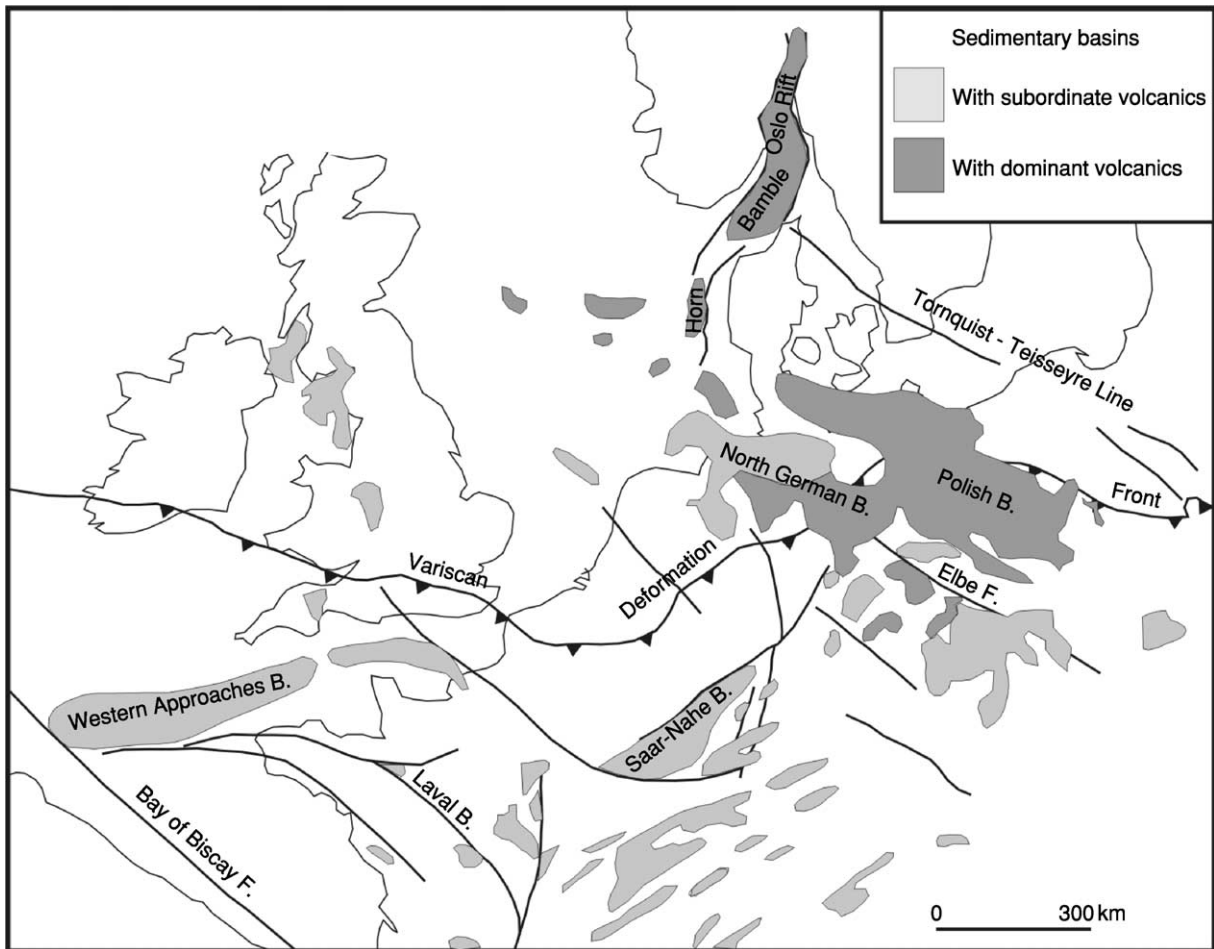 Sedimentary basins
With subordinate volcanics
With dominant volcanics
Oslo Rift
Bamble
Horn
Tornquist - Teisseyre Line
North German B.
Polish B.
Front
Variscan
Deformation
Elbe F.
Western Approaches B.
Saar-Nahe B.
Laval B.
Bay of Biscay F.
0 300 km